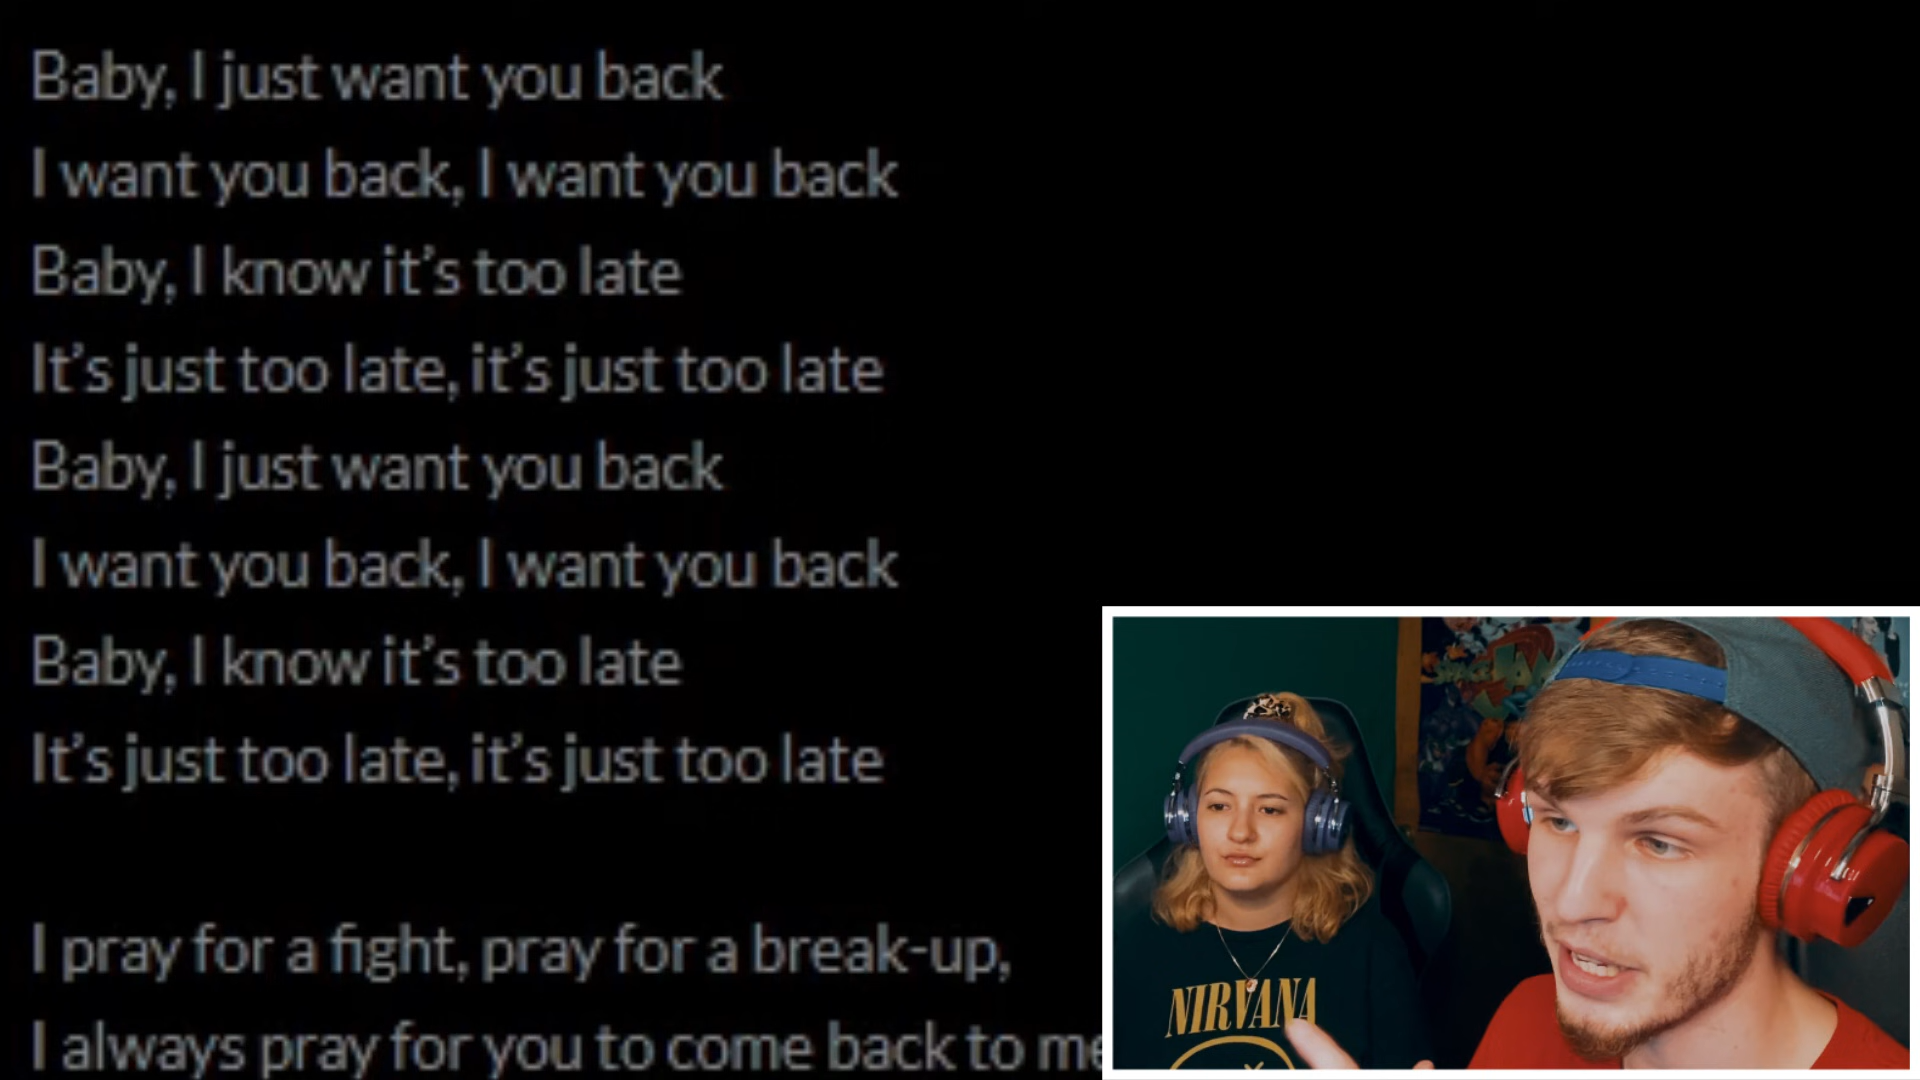 Baby, I just want you back
I want you back, I want you back
Baby, I know it’s too late
It’s just too late, it’s just too late
Baby, I just want you back
I want you back, I want you back
Baby, I know it’s too late
It’s just too late, it’s just too late
I pray for a fight, pray for a break-up,
I always pray for you to come back to me
NIRVANA